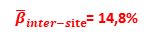 β̅inter−site= 14,8%